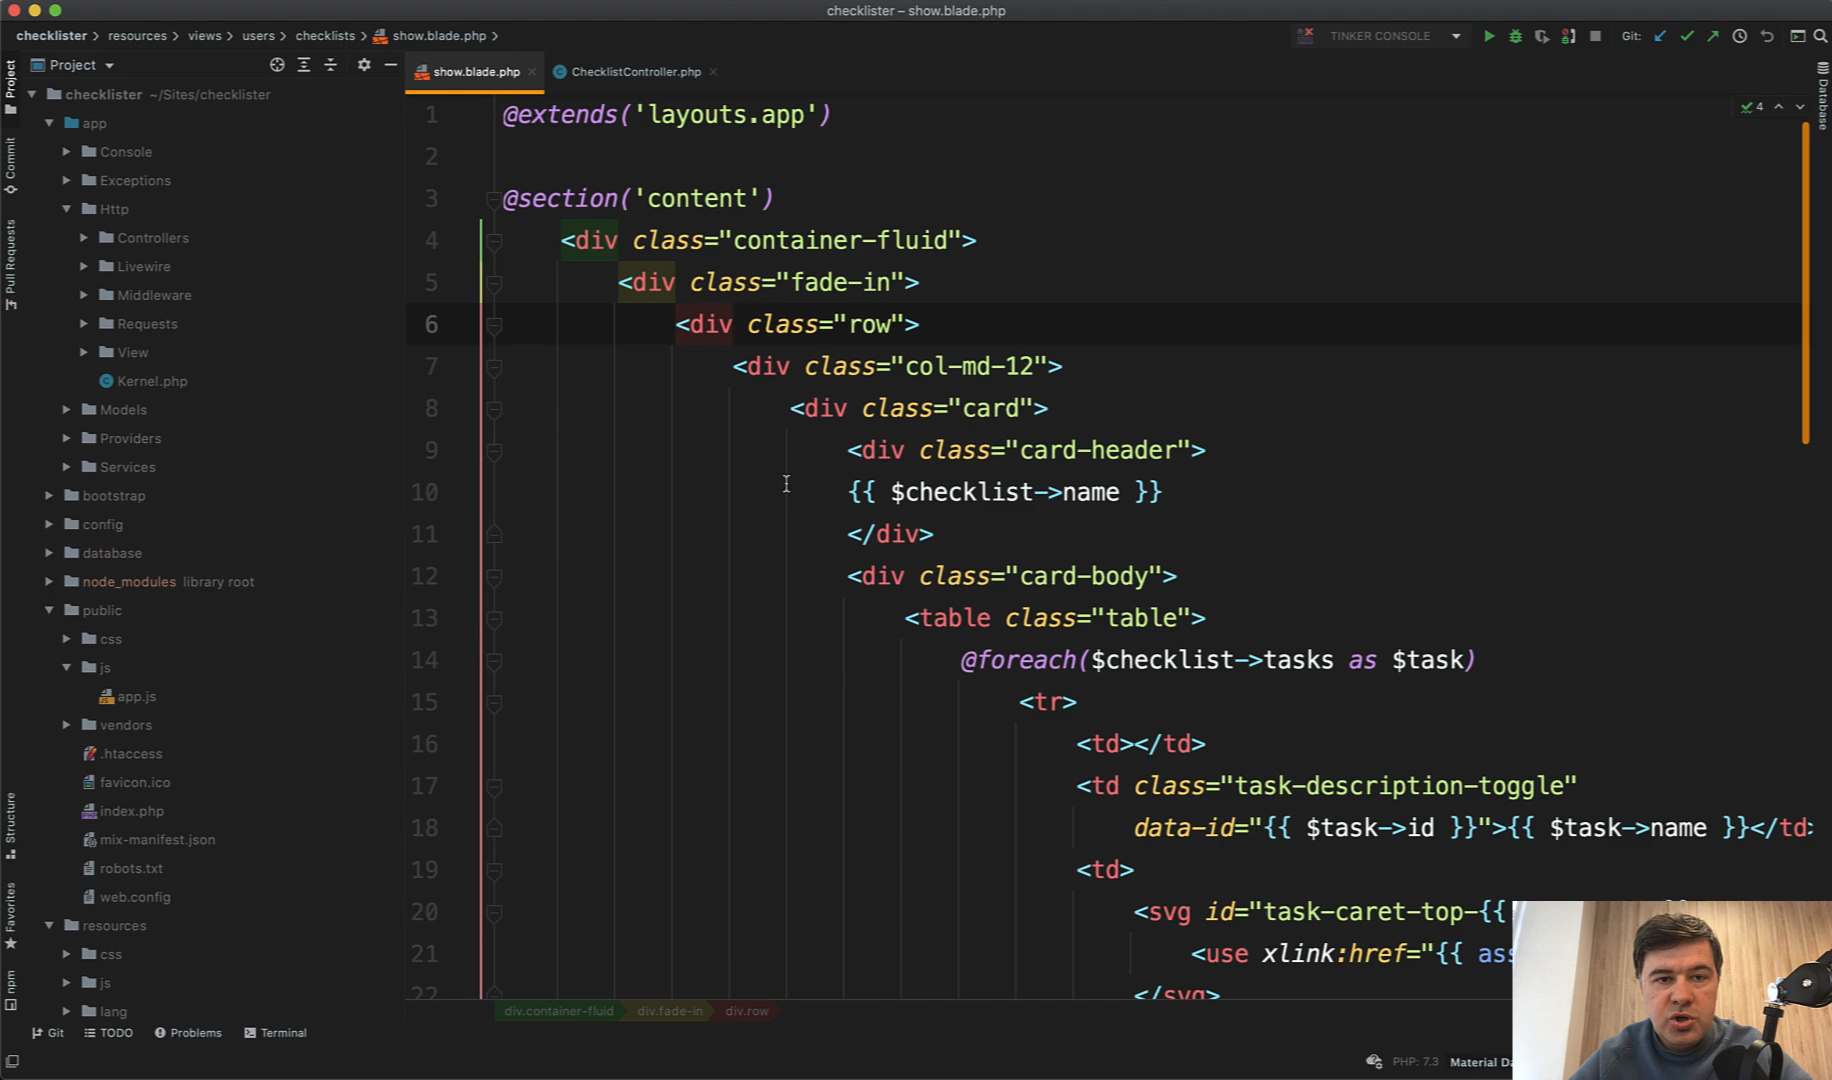 checklister – show.blade.php
checklister
resources
views
users
checklists
show.blade.php
TINKER CONSOLE
Git:
Project
show.blade.php
ChecklistController.php
Project
Commit
Pull Requests
Structure
Favorites
npm
Database
4
checklister ~/Sites/checklister
app
Console
Exceptions
Http
Controllers
Livewire
Middleware
Requests
View
Kernel.php
Models
Providers
Services
bootstrap
config
database
node_modules library root
public
css
js
app.js
vendors
.htaccess
favicon.ico
index.php
mix-manifest.json
robots.txt
web.config
resources
css
js
lang
1 @extends('layouts.app')
2
3 @section('content')
4 <div class="container-fluid">
5 <div class="fade-in">
6 <div class="row">
7 <div class="col-md-12">
8 <div class="card">
9 <div class="card-header">
10 {{ $checklist->name }}
11 </div>
12 <div class="card-body">
13 <table class="table">
14 @foreach($checklist->tasks as $task)
15 <tr>
16 <td></td>
17 <td class="task-description-toggle"
18 data-id="{{ $task->id }}">{{ $task->name }}</td>
19 <td>
20 <svg id="task-caret-top-{{
21 <use xlink:href="{{ ass
22 </svg>
div.container-fluid
div.fade-in
div.row
Git
TODO
Problems
Terminal
PHP: 7.3
Material Da